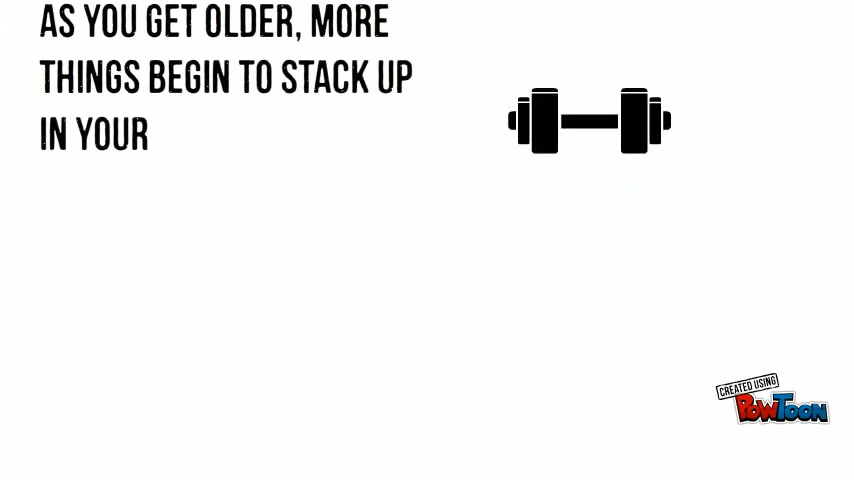 AS YOU GET OLDER, MORE
THINGS BEGIN TO STACK UP
IN YOUR
CREATED USING
POWTOON